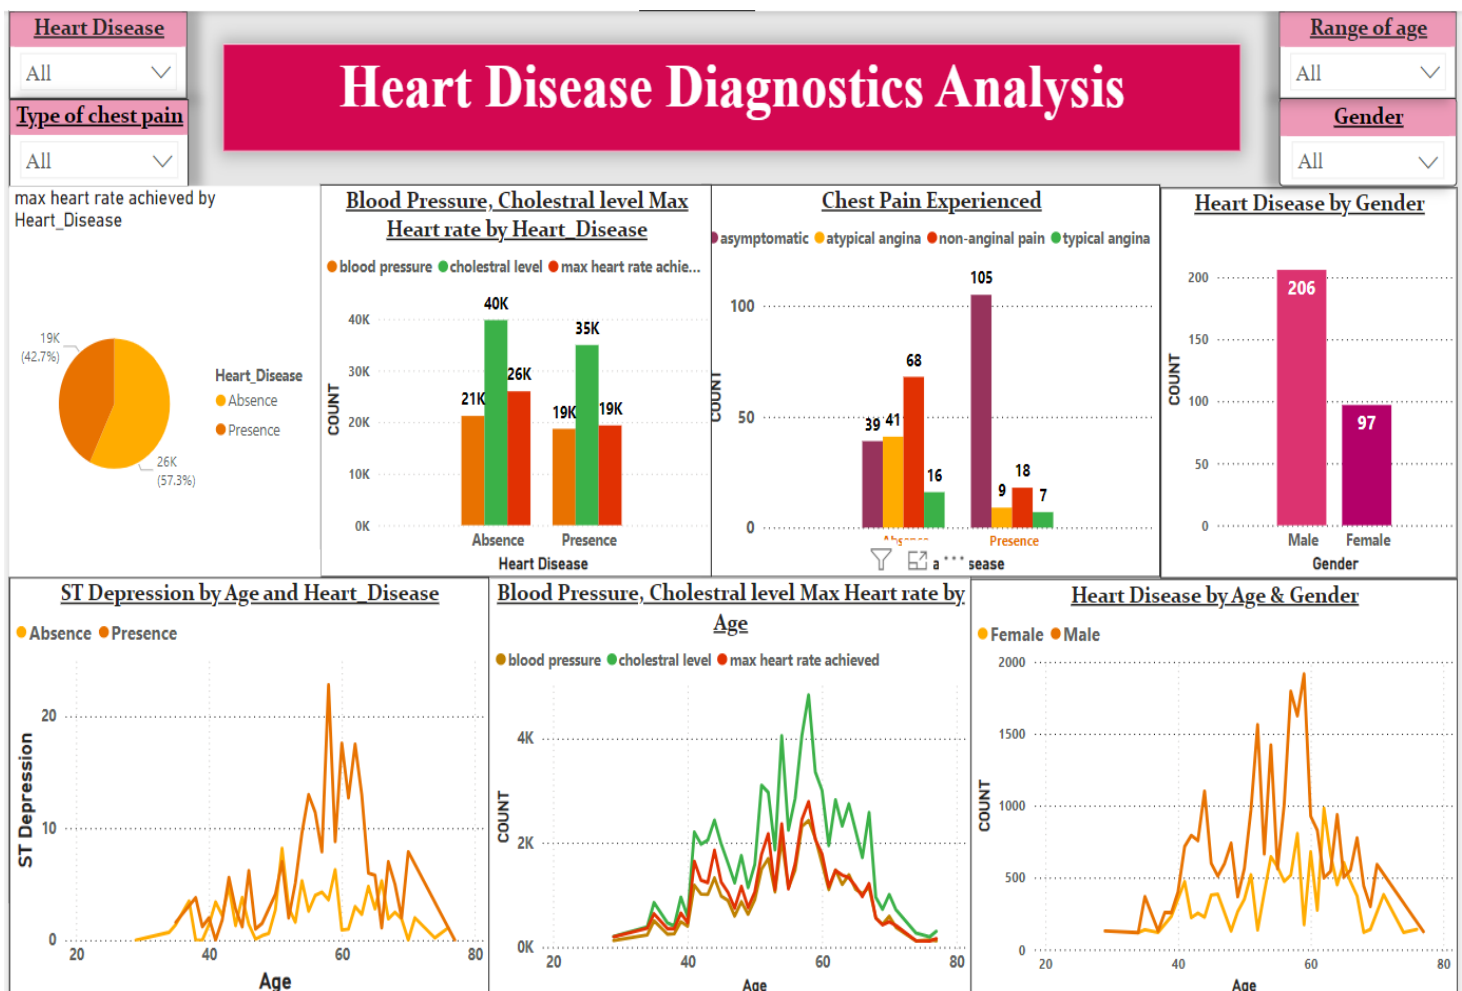 Heart Disease
All
Type of chest pain
All
Heart Disease Diagnostics Analysis
Range of age
All
Gender
All
max heart rate achieved by
Heart_Disease
19K
(42.7%)
26K
(57.3%)
Heart_Disease
Absence
Presence
Blood Pressure, Cholestral level Max
Heart rate by Heart_Disease
blood pressure cholestral level max heart rate achie...
COUNT
40K
30K
20K
10K
0K
21K
40K
26K
19K
35K
19K
Absence Presence
Heart Disease
Chest Pain Experienced
asymptomatic atypical angina non-anginal pain typical angina
COUNT
100
50
0
39
41
68
16
105
9
18
7
Presence
a sease
Heart Disease by Gender
COUNT
200
150
100
50
0
206
97
Male Female
Gender
ST Depression by Age and Heart_Disease
Absence Presence
ST Depression
20
10
0
20 40 60 80
Age
Blood Pressure, Cholestral level Max Heart rate by
Age
blood pressure cholestral level max heart rate achieved
COUNT
4K
2K
0K
20 40 60 80
Age
Heart Disease by Age & Gender
Female Male
COUNT
2000
1500
1000
500
0
20 40 60 80
Age